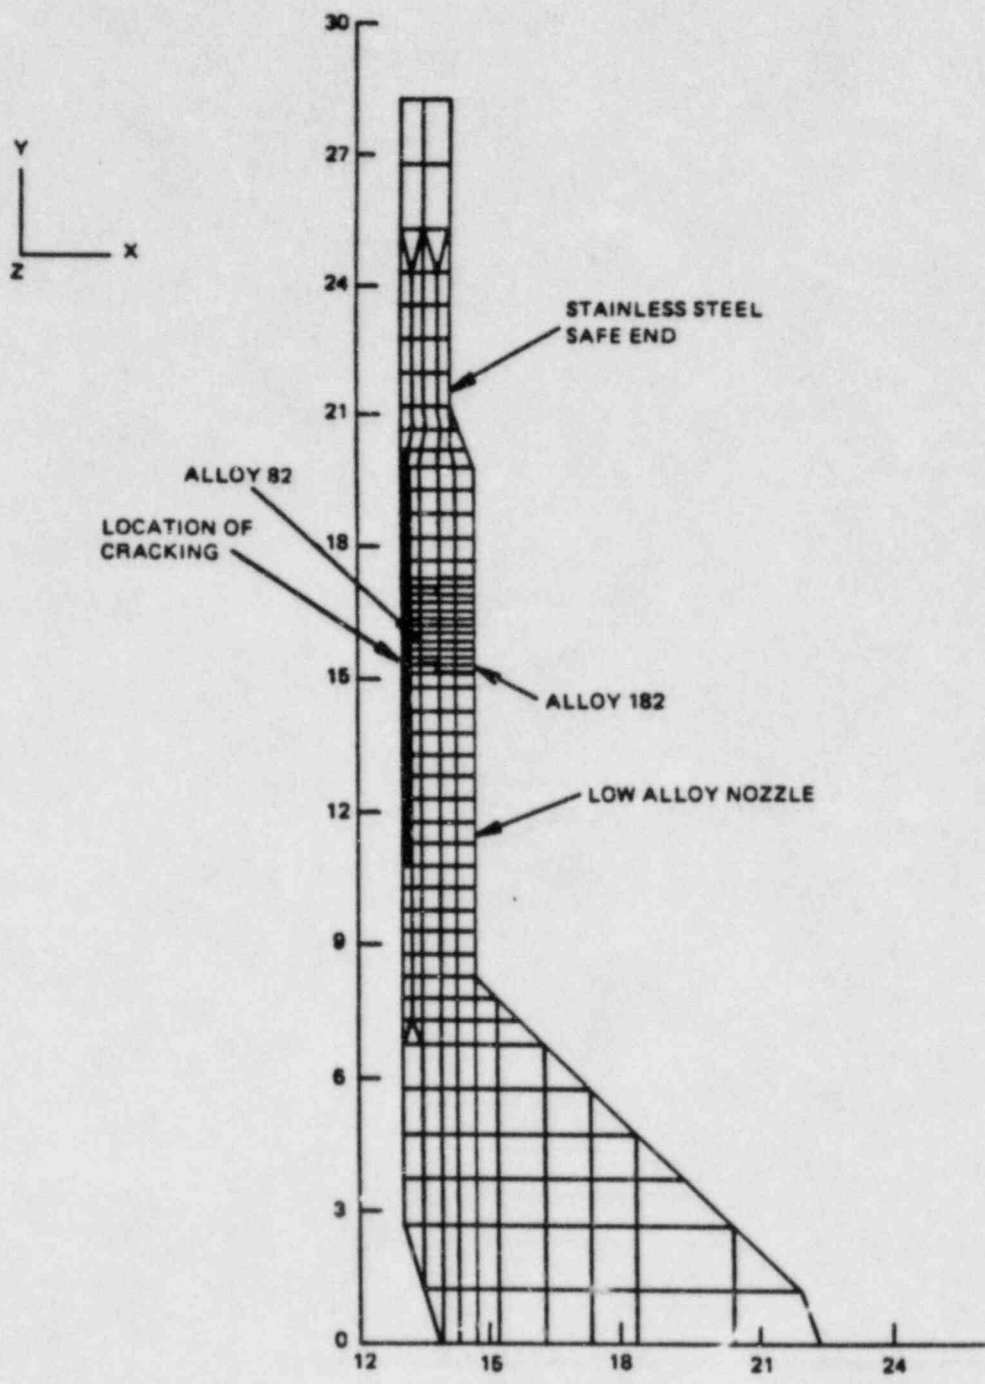 30
Y
27
X
Z
24
STAINLESS STEEL
SAFE END
21
ALLOY 82
LOCATION OF
CRACKING
18
15
ALLOY 182
LOW ALLOY NOZZLE
12
9
6
3
0
12 15 18 21 24